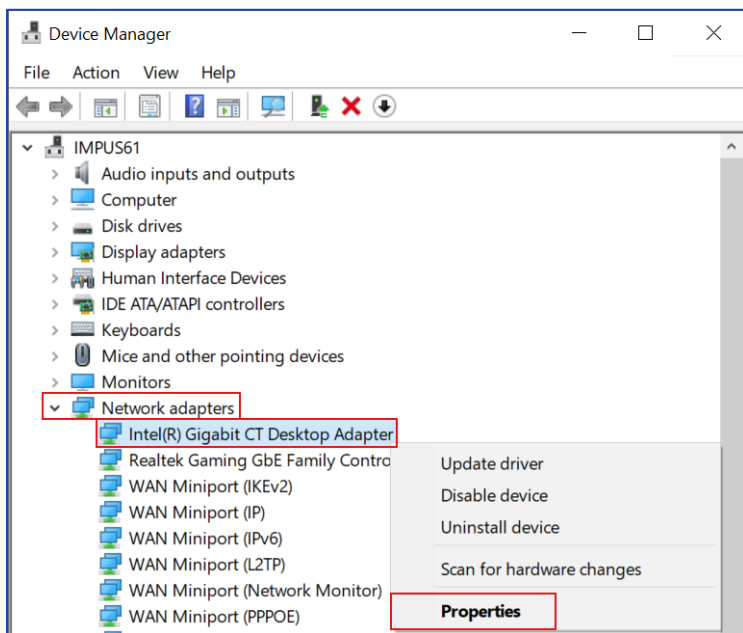 Device Manager
File Action View Help
IMPUS61
Audio inputs and outputs
Computer
Disk drives
Display adapters
Human Interface Devices
IDE ATA/ATAPI controllers
Keyboards
Mice and other pointing devices
Monitors
Network adapters
Intel(R) Gigabit CT Desktop Adapter
Realtek Gaming GbE Family Contro
WAN Miniport (IKEv2)
WAN Miniport (IP)
WAN Miniport (IPv6)
WAN Miniport (L2TP)
WAN Miniport (Network Monitor)
WAN Miniport (PPPOE)
Update driver
Disable device
Uninstall device
Scan for hardware changes
Properties